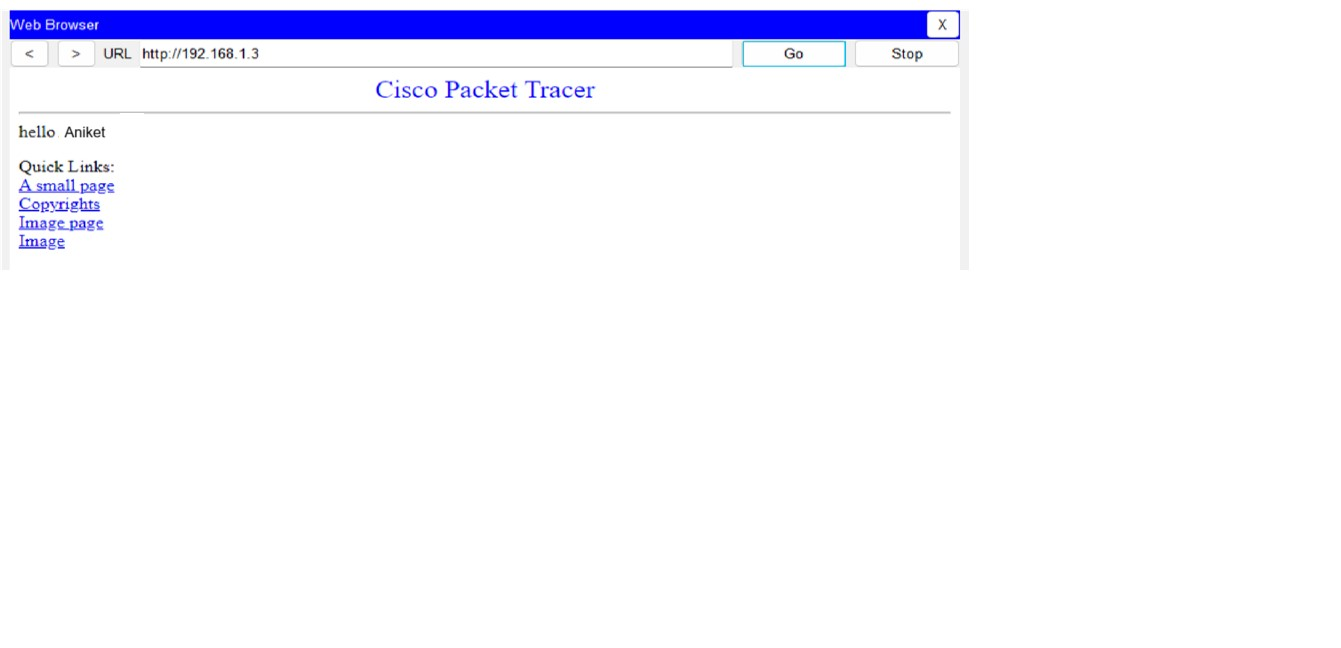 Web Browser X
< > URL http://192.168.1.3 Go Stop
Cisco Packet Tracer
hello Aniket
Quick Links:
A small page
Copyrights
Image page
Image